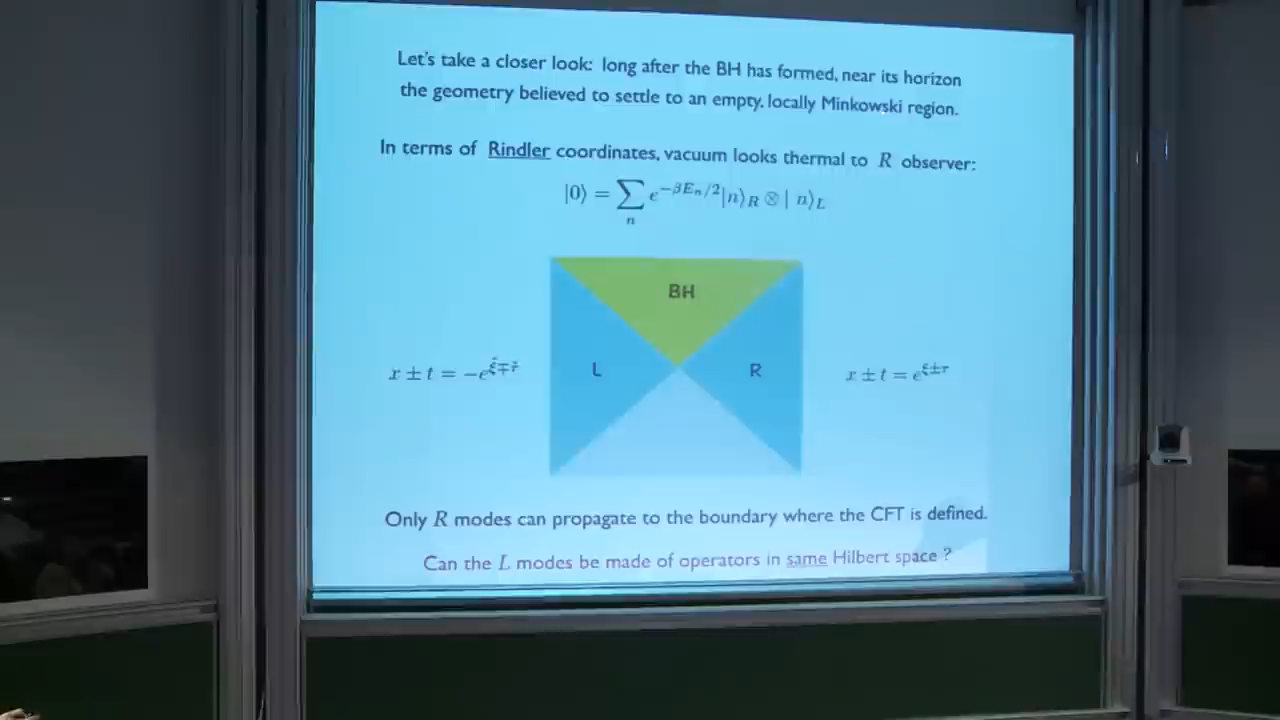 Let's take a closer look: long after the BH has formed, near its horizon
the geometry believed to settle to an empty, locally Minkowski region.
In terms of Rindler coordinates, vacuum looks thermal to R observer:
|0⟩ = ∑ₙ e^{−βEₙ/2}|n⟩_R ⊗ | n⟩_L
BH
x ± t = −e^{ξ̃∓τ̃}
L
R
x ± t = e^{ξ±τ}
Only R modes can propagate to the boundary where the CFT is defined.
Can the L modes be made of operators in same Hilbert space ?